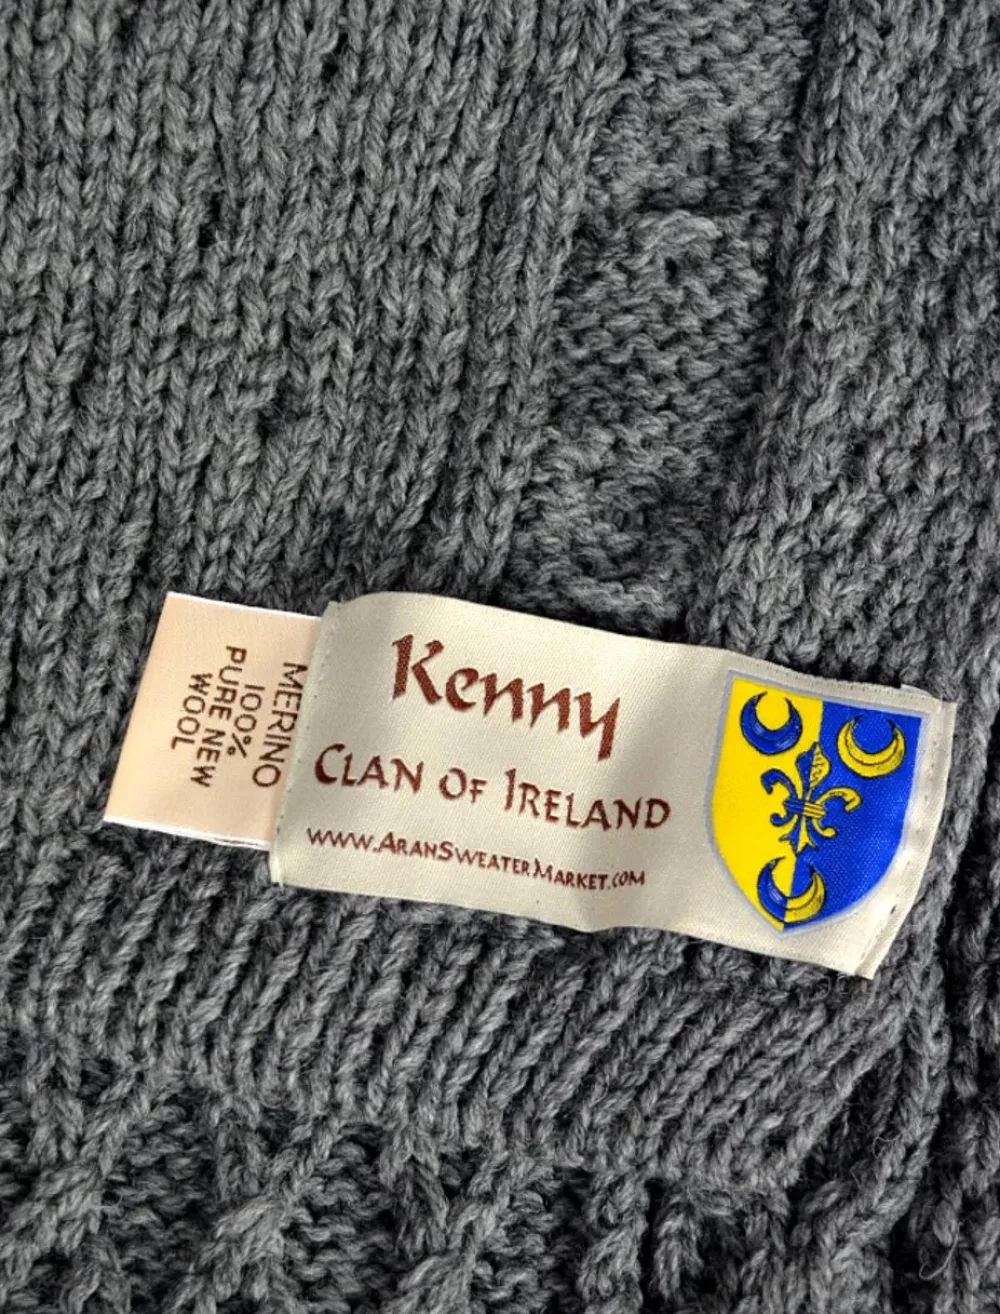 Kenny
CLAN OF IRELAND
WWW.ARANSWEATERMARKET.COM
MERINO
100%
PURE NEW
WOOL